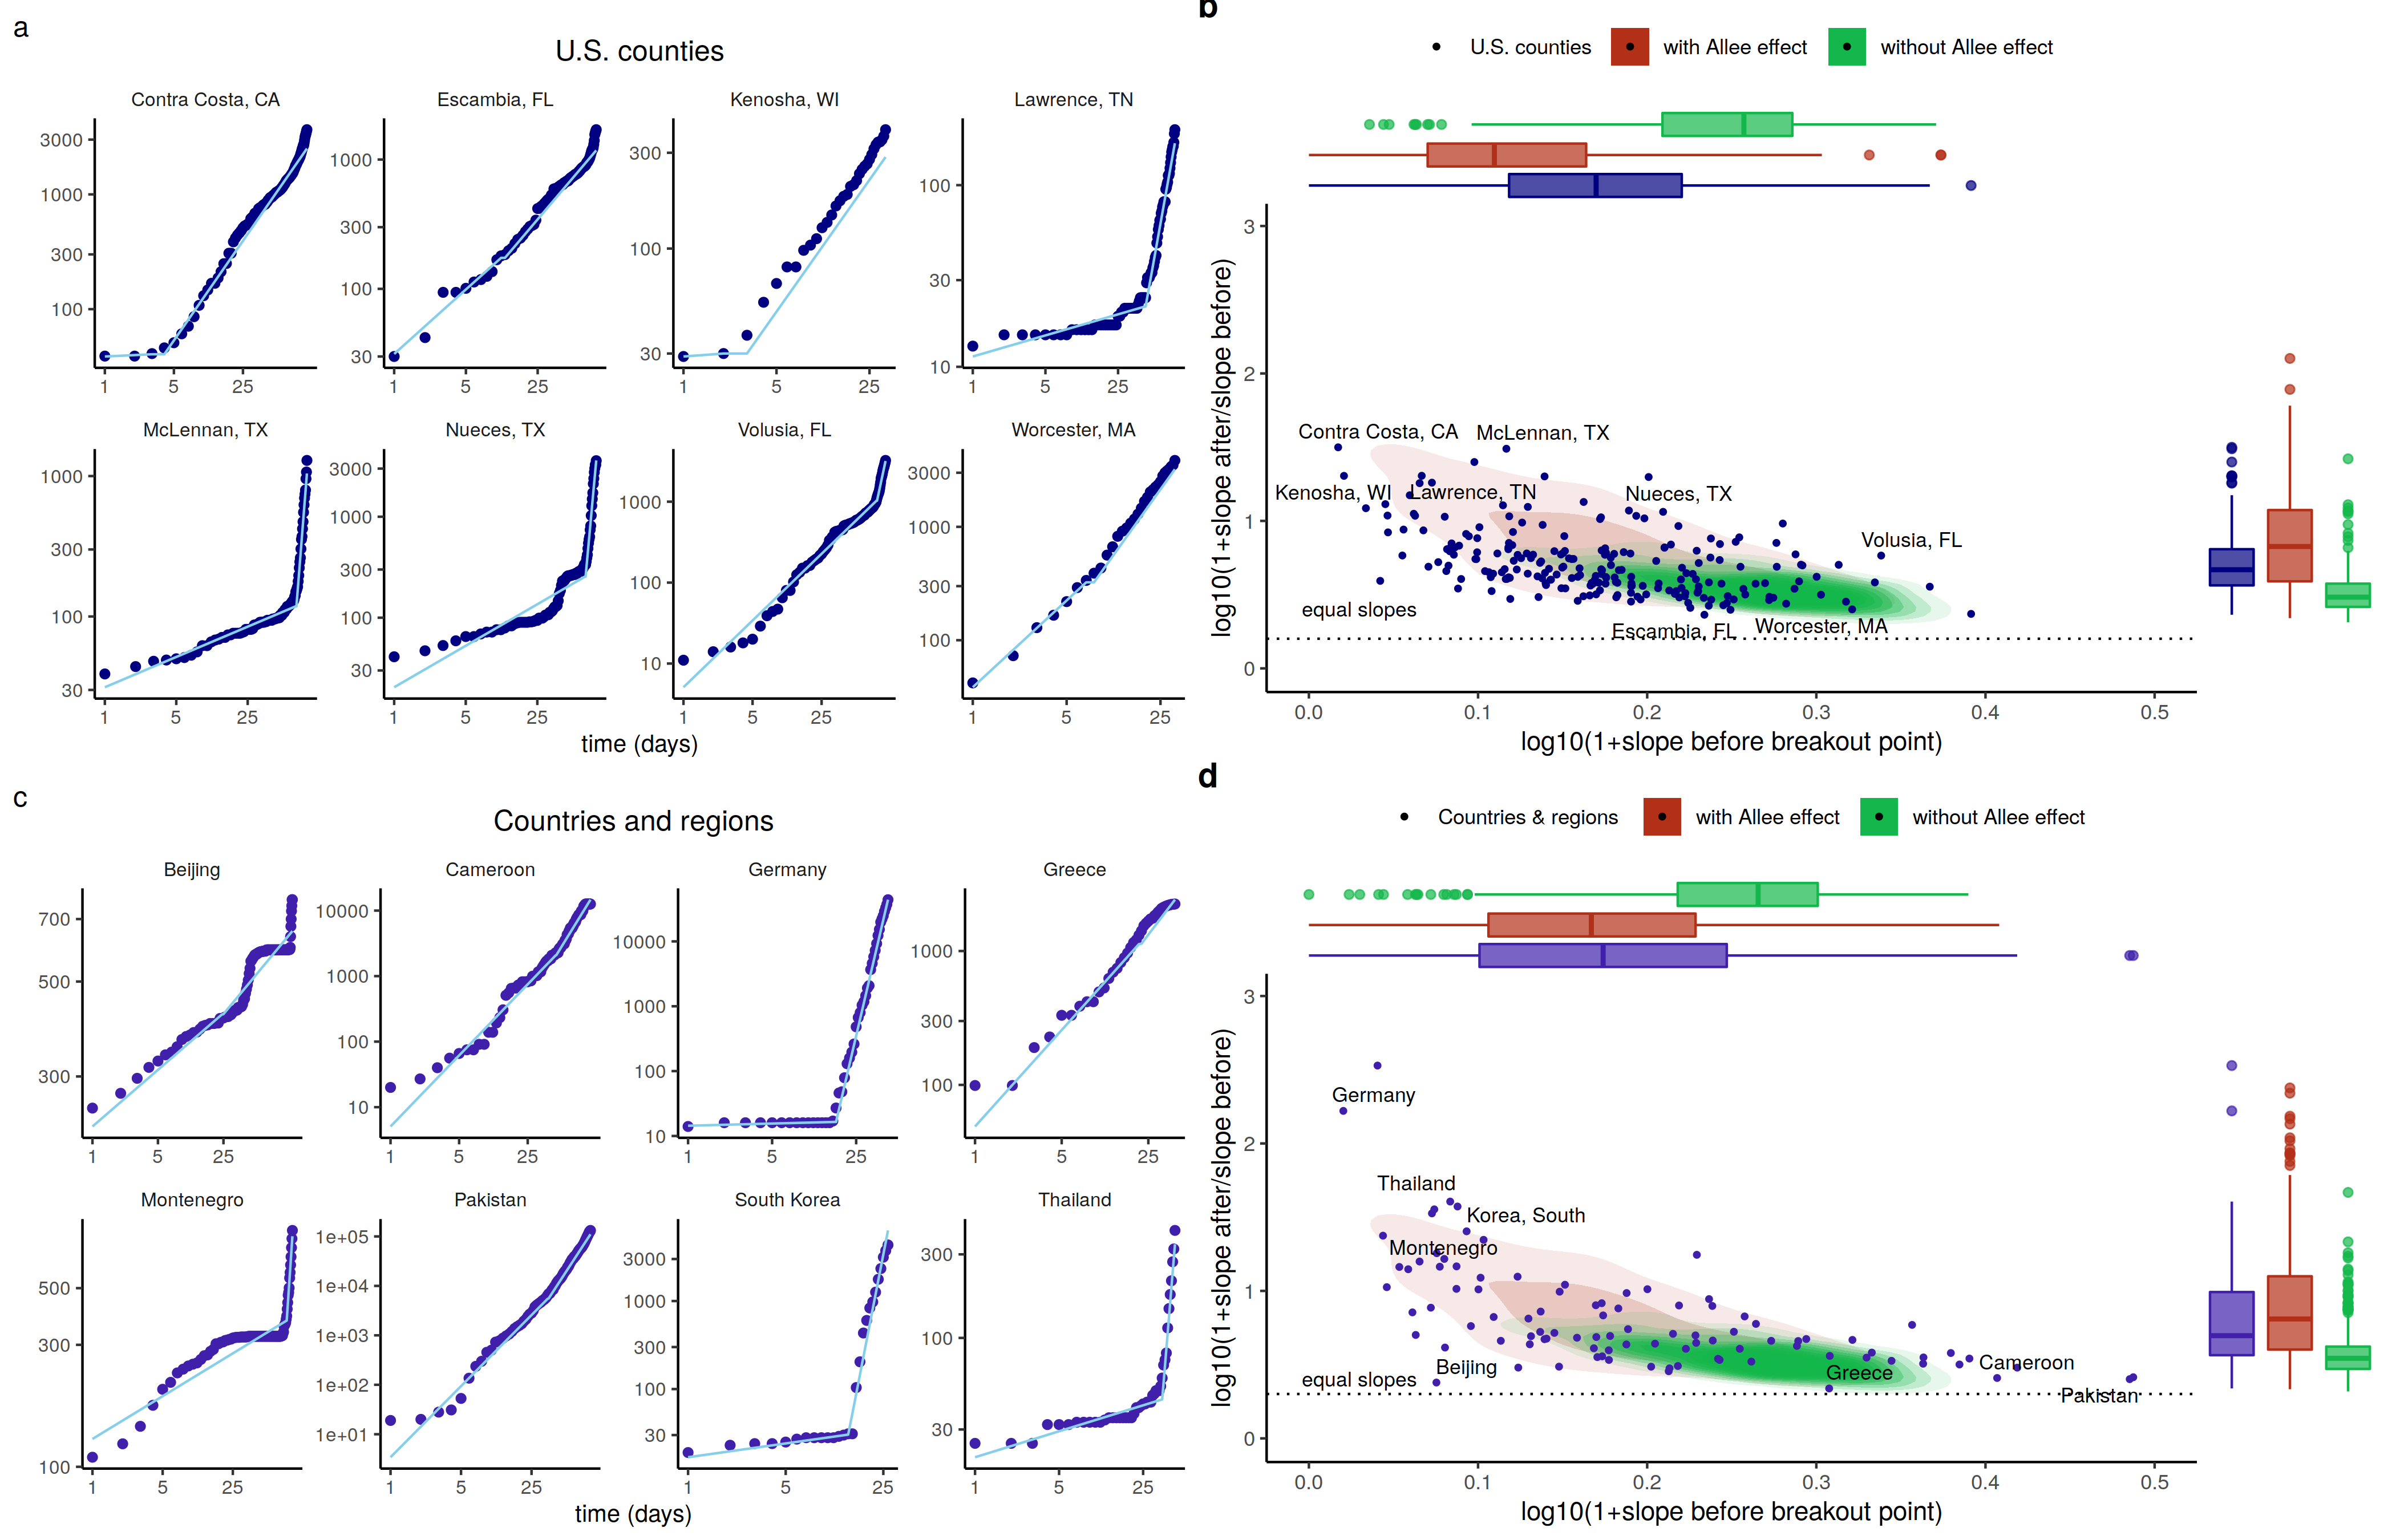 a
U.S. counties
Contra Costa, CA
Escambia, FL
Kenosha, WI
Lawrence, TN
3000
1000
300
100
1 5 25
1000
300
100
30
1 5 25
300
100
30
1 5 25
100
30
10
1 5 25
McLennan, TX
Nueces, TX
Volusia, FL
Worcester, MA
1000
300
100
30
1 5 25
3000
1000
300
100
30
1 5 25
1000
100
10
1 5 25
3000
1000
300
100
1 5 25
time (days)
b
U.S. counties with Allee effect without Allee effect
log10(1+slope after/slope before)
3
2
1
0
Contra Costa, CA
McLennan, TX
Kenosha, WI
Lawrence, TN
Nueces, TX
Volusia, FL
equal slopes
Escambia, FL
Worcester, MA
0.0 0.1 0.2 0.3 0.4 0.5
log10(1+slope before breakout point)
c
Countries and regions
Beijing
Cameroon
Germany
Greece
700
500
300
1 5 25
10000
1000
100
10
1 5 25
10000
1000
100
10
1 5 25
1000
300
100
1 5 25
Montenegro
Pakistan
South Korea
Thailand
500
300
100
1 5 25
1e+05
1e+04
1e+03
1e+02
1e+01
1 5 25
3000
1000
300
100
30
1 5 25
300
100
30
1 5 25
time (days)
d
Countries & regions with Allee effect without Allee effect
log10(1+slope after/slope before)
3
2
1
0
Germany
Thailand
Korea, South
Montenegro
Beijing
Cameroon
Greece
equal slopes
Pakistan
0.0 0.1 0.2 0.3 0.4 0.5
log10(1+slope before breakout point)